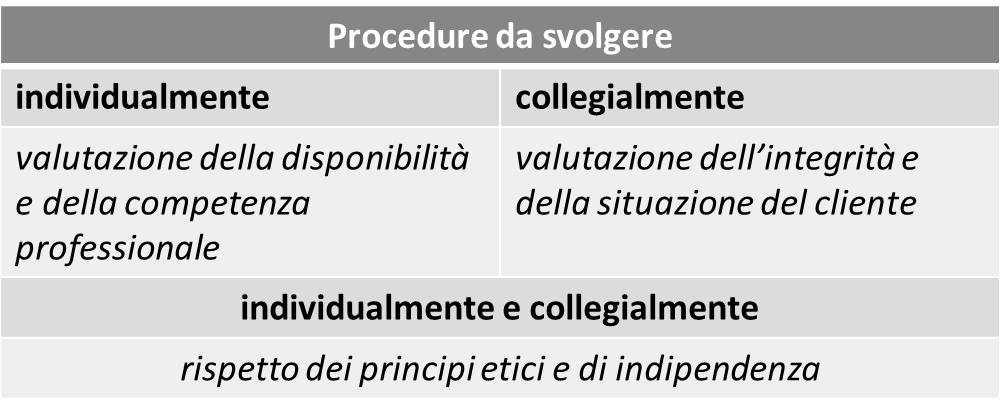 Procedure da svolgere
individualmente
collegialmente
valutazione della disponibilità
e della competenza
professionale
valutazione dell’integrità e
della situazione del cliente
individualmente e collegialmente
rispetto dei principi etici e di indipendenza